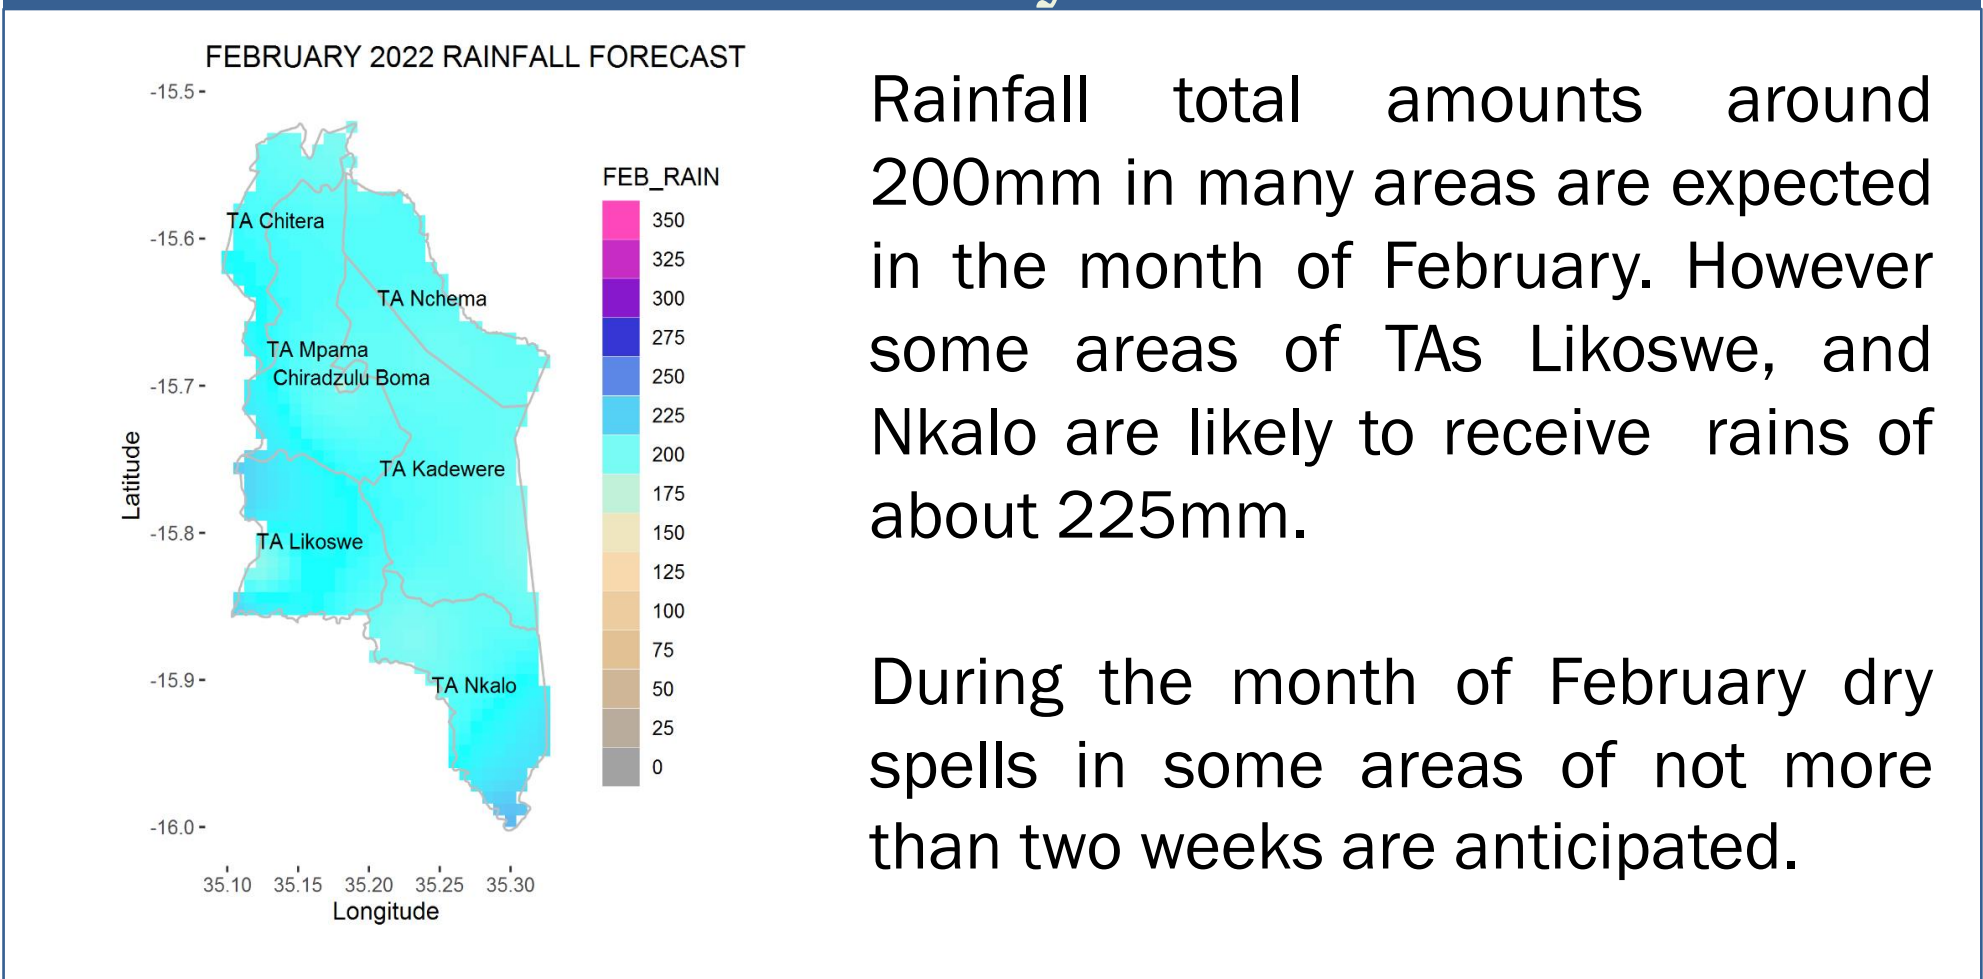 FEBRUARY 2022 RAINFALL FORECAST
-15.5
-15.6
-15.7
-15.8
-15.9
-16.0
Latitude
TA Chitera
TA Nchema
TA Mpama
Chiradzulu Boma
TA Kadewere
TA Likoswe
TA Nkalo
35.10 35.15 35.20 35.25 35.30
Longitude
FEB_RAIN
350
325
300
275
250
225
200
175
150
125
100
75
50
25
0
Rainfall total amounts around
200mm in many areas are expected
in the month of February. However
some areas of TAs Likoswe, and
Nkalo are likely to receive rains of
about 225mm.
During the month of February dry
spells in some areas of not more
than two weeks are anticipated.